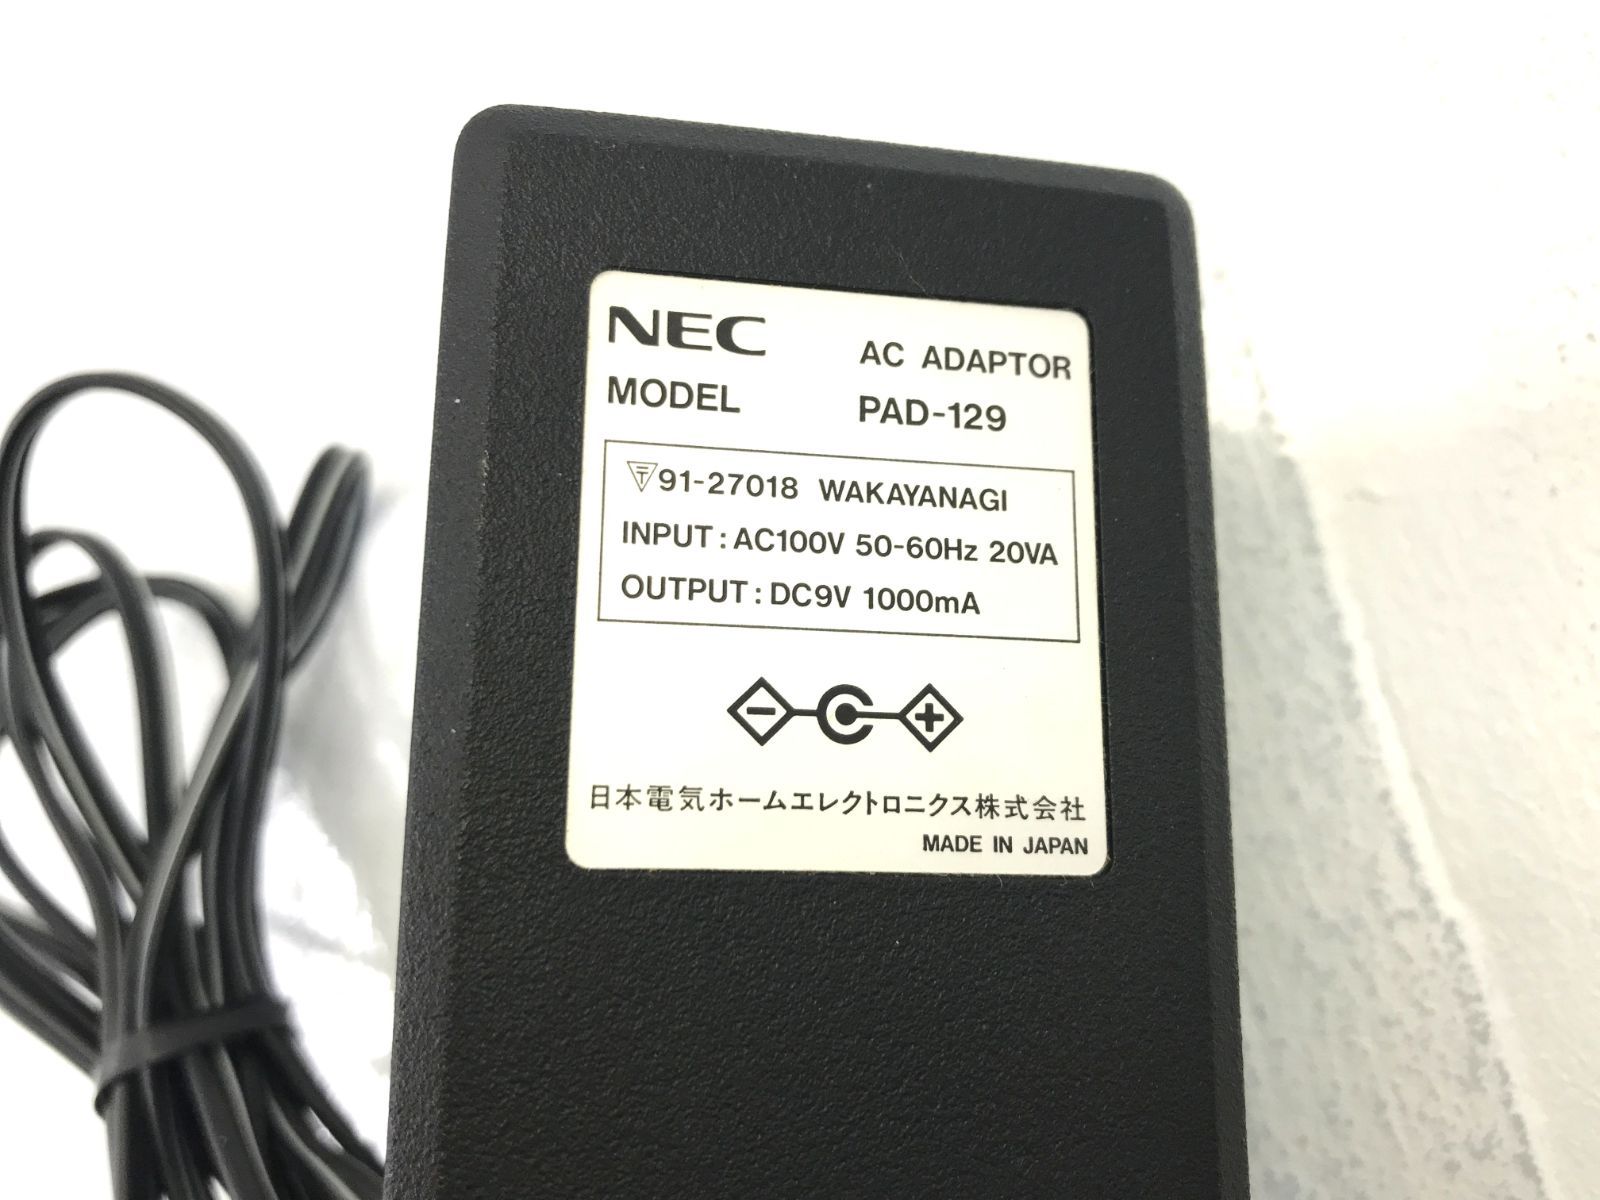 NEC AC ADAPTOR
MODEL PAD-129
〒91-27018 WAKAYANAGI
INPUT : AC100V 50-60Hz 20VA
OUTPUT : DC9V 1000mA
日本電気ホームエレクトロニクス株式会社
MADE IN JAPAN